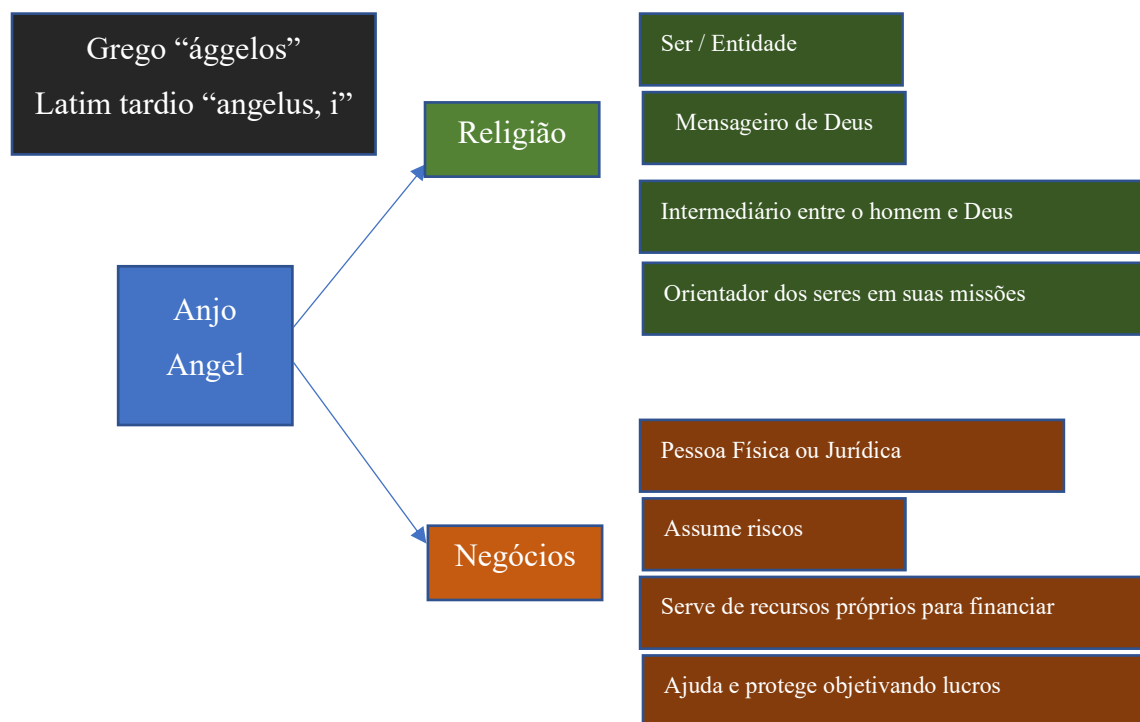 Grego “ággelos”
Latim tardio “angelus, i”
Anjo
Angel
Religião
Ser / Entidade
Mensageiro de Deus
Intermediário entre o homem e Deus
Orientador dos seres em suas missões
Negócios
Pessoa Física ou Jurídica
Assume riscos
Serve de recursos próprios para financiar
Ajuda e protege objetivando lucros